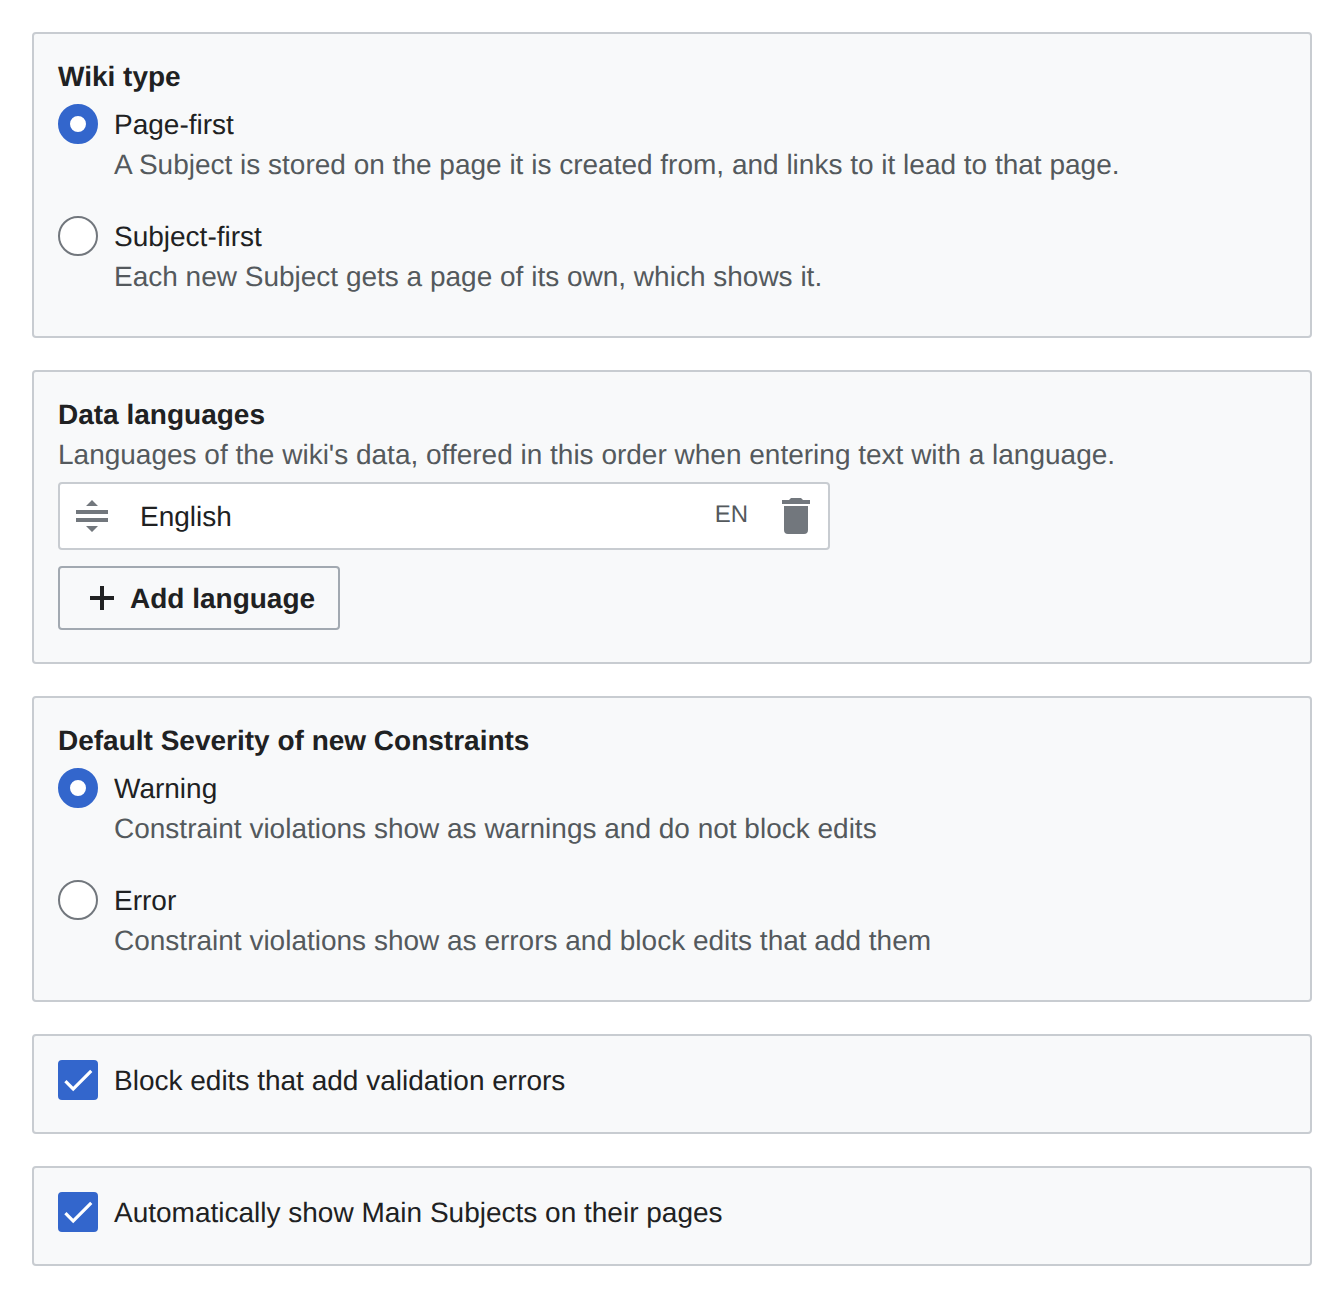 Wiki type
Page-first
A Subject is stored on the page it is created from, and links to it lead to that page.
Subject-first
Each new Subject gets a page of its own, which shows it.
Data languages
Languages of the wiki's data, offered in this order when entering text with a language.
English EN
Add language
Default Severity of new Constraints
Warning
Constraint violations show as warnings and do not block edits
Error
Constraint violations show as errors and block edits that add them
Block edits that add validation errors
Automatically show Main Subjects on their pages